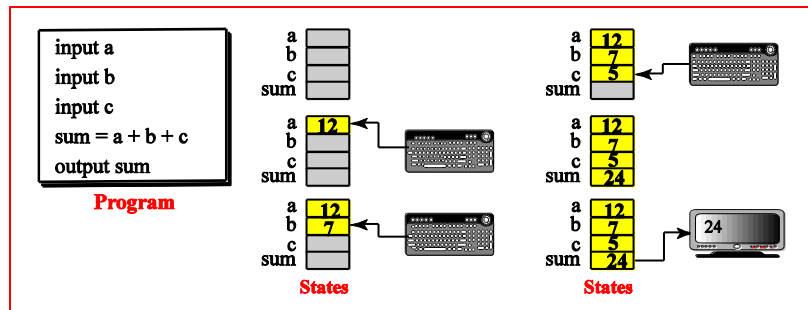 input a
input b
input c
sum = a + b + c
output sum
Program
a
b
c
sum
a 12
b
c
sum
a 12
b 7
c
sum
States
a 12
b 7
c 5
sum
a 12
b 7
c 5
sum 24
a 12
b 7
c 5
sum 24
24
States